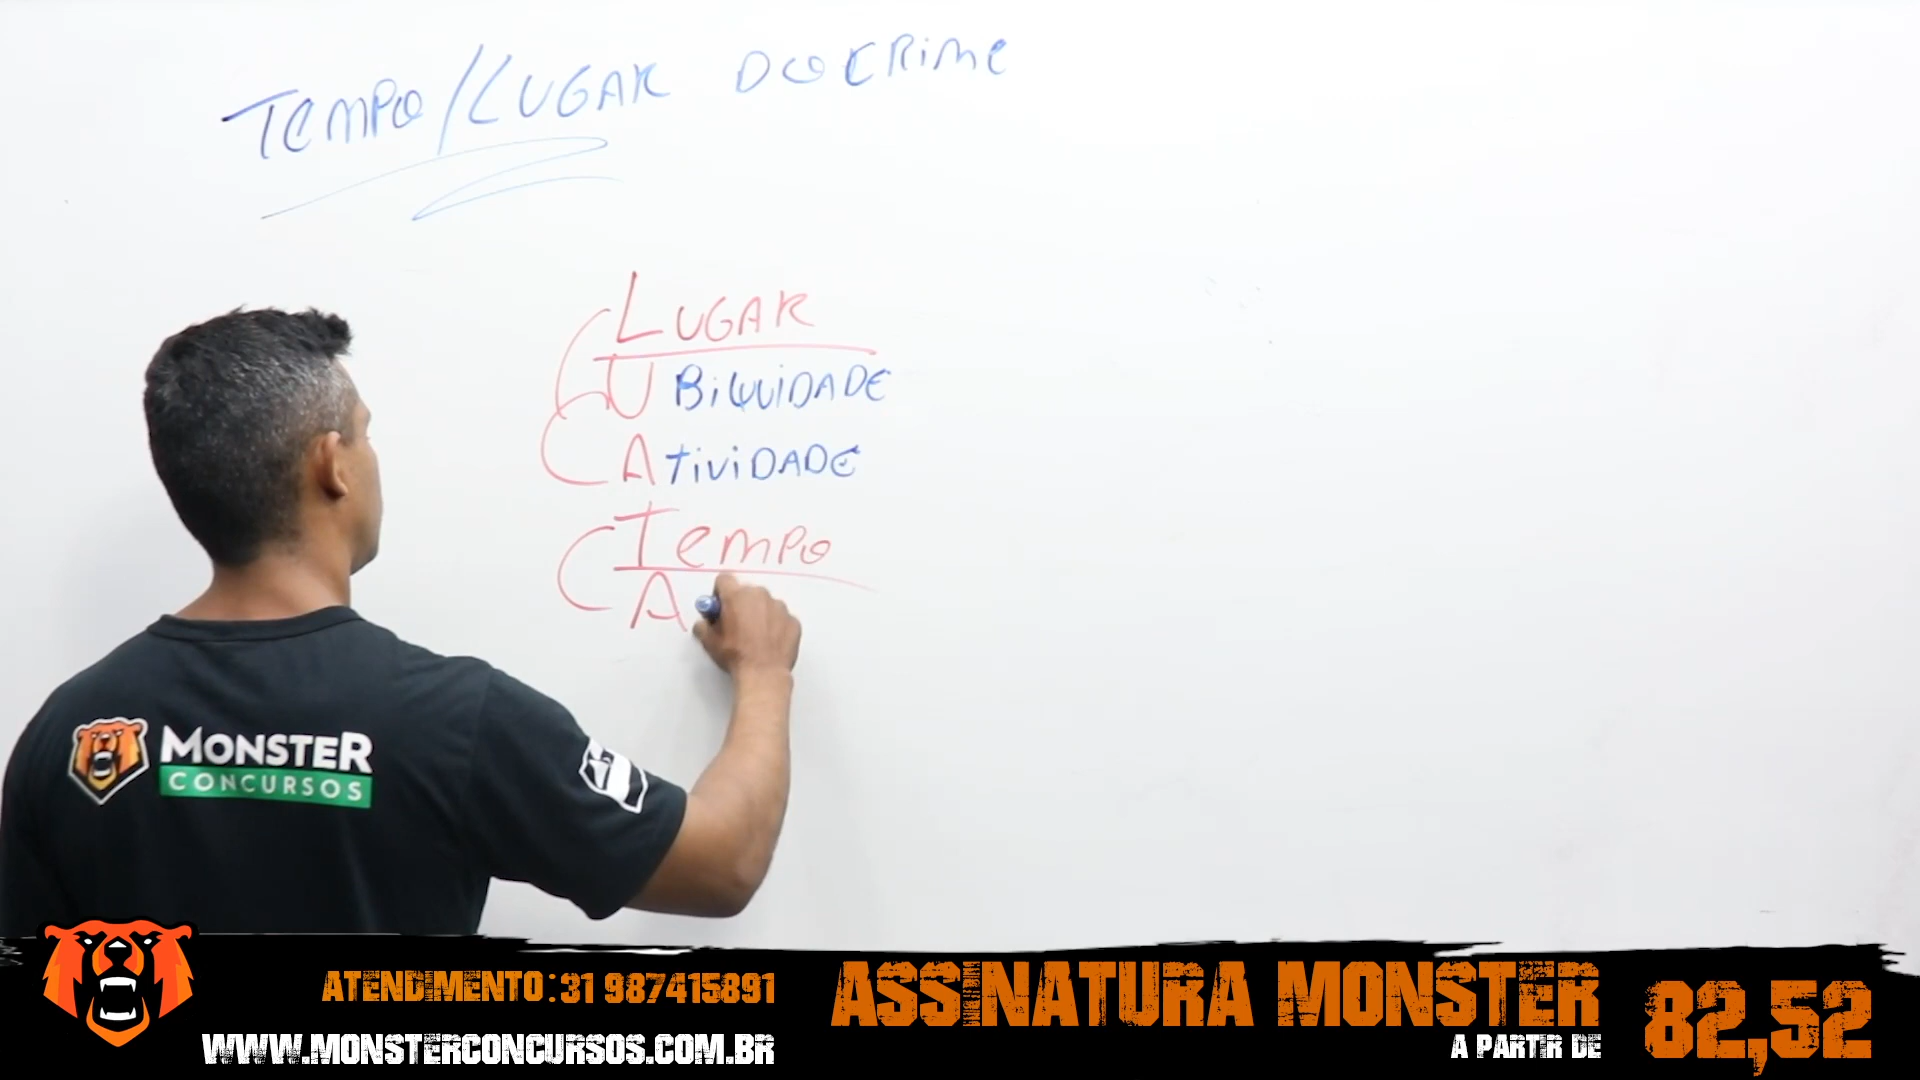 TEMPO/LUGAR DO CRIME
LUGAR
UBIQUIDADE
ATIVIDADE
TEMPO
A
MONSTER
CONCURSOS
ATENDIMENTO: 31 987415891
WWW.MONSTERCONCURSOS.COM.BR
ASSINATURA MONSTER
A PARTIR DE
82,52